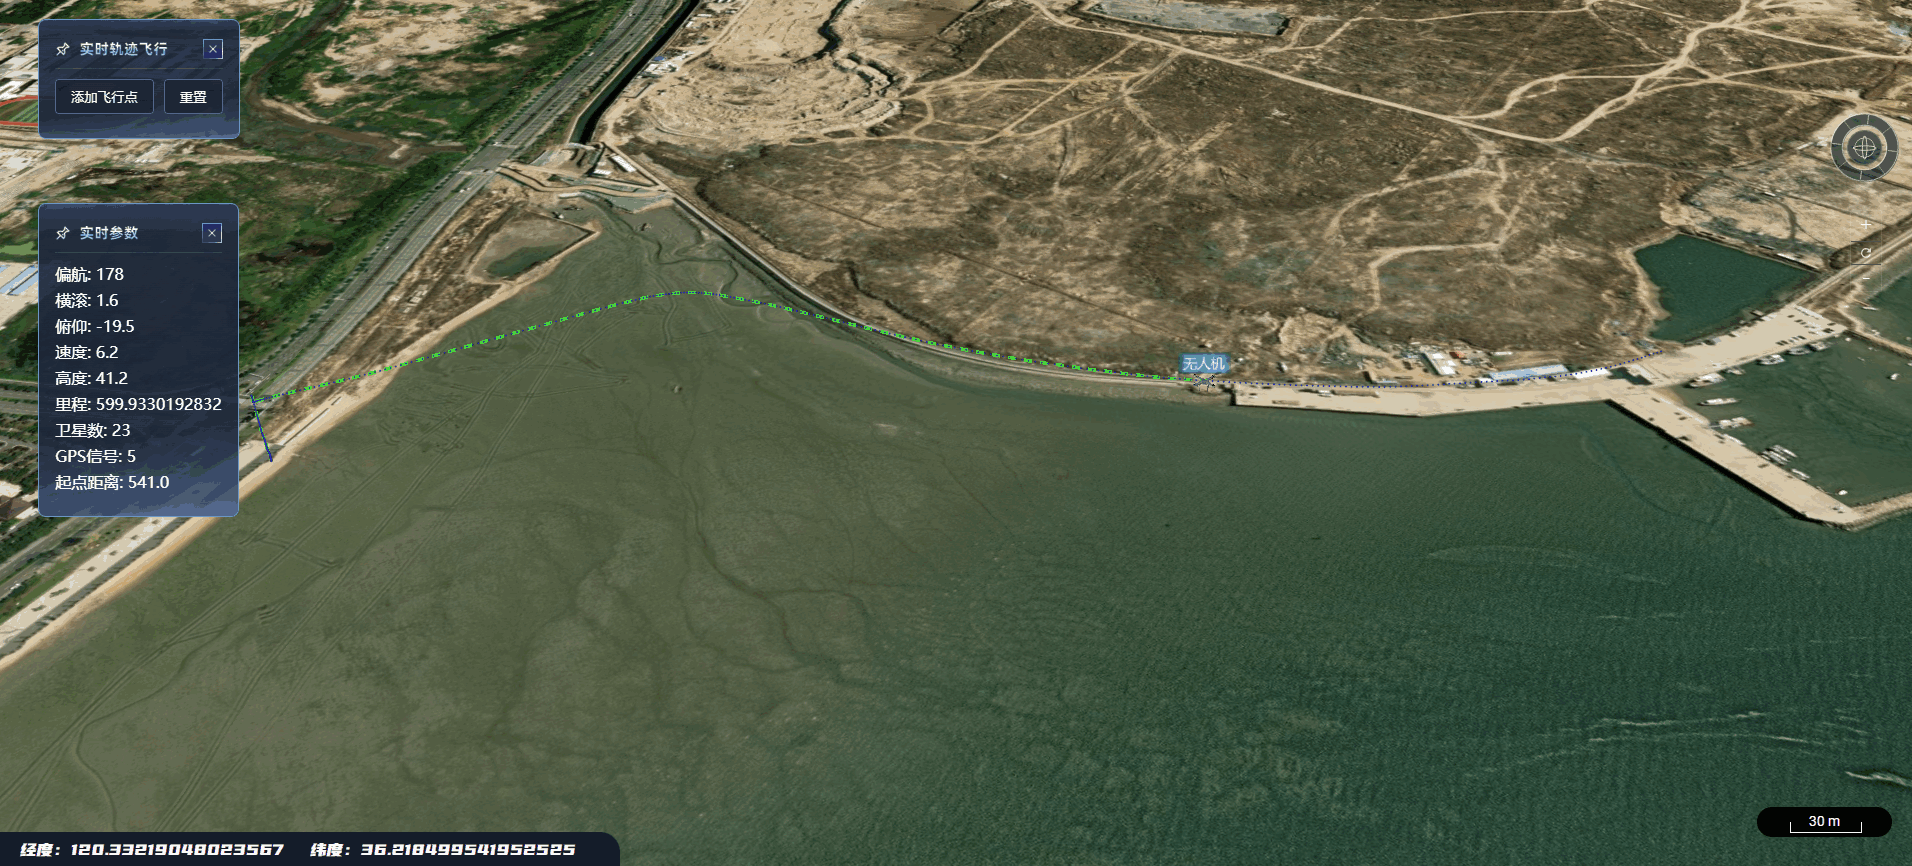 实时轨迹飞行
添加飞行点 重置
实时参数
偏航: 178
横滚: 1.6
俯仰: -19.5
速度: 6.2
高度: 41.2
里程: 599.9330192832
卫星数: 23
GPS信号: 5
起点距离: 541.0
无人机
30 m
经度：120.33219048023567 纬度：36.218499541952525